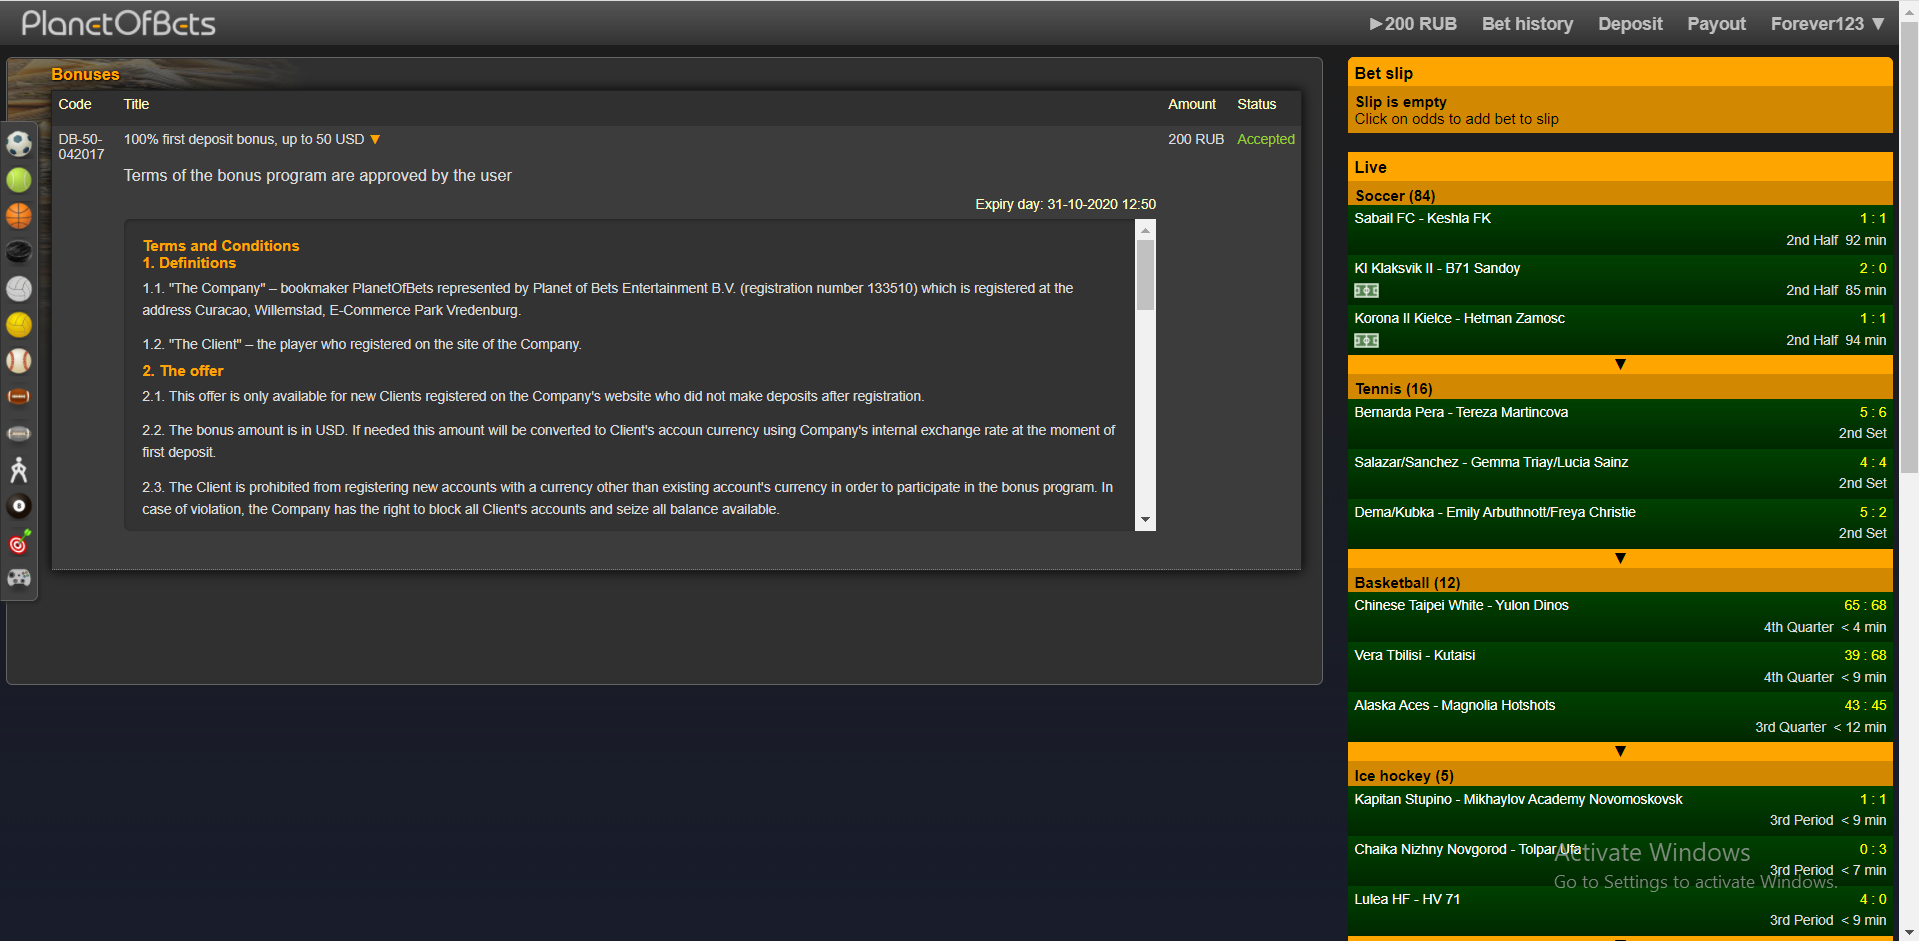 PlanetOfBets
▶200 RUB Bet history Deposit Payout Forever123 ▼
Bonuses
Code Title Amount Status
DB-50-042017 100% first deposit bonus, up to 50 USD ▼ 200 RUB Accepted
Terms of the bonus program are approved by the user
Expiry day: 31-10-2020 12:50
Terms and Conditions
1. Definitions
1.1. "The Company" – bookmaker PlanetOfBets represented by Planet of Bets Entertainment B.V. (registration number 133510) which is registered at the
address Curacao, Willemstad, E-Commerce Park Vredenburg.
1.2. "The Client" – the player who registered on the site of the Company.
2. The offer
2.1. This offer is only available for new Clients registered on the Company's website who did not make deposits after registration.
2.2. The bonus amount is in USD. If needed this amount will be converted to Client's accoun currency using Company's internal exchange rate at the moment of
first deposit.
2.3. The Client is prohibited from registering new accounts with a currency other than existing account's currency in order to participate in the bonus program. In
case of violation, the Company has the right to block all Client's accounts and seize all balance available.
Bet slip
Slip is empty
Click on odds to add bet to slip
Live
Soccer (84)
Sabail FC - Keshla FK 1 : 1
2nd Half 92 min
KI Klaksvik II - B71 Sandoy 2 : 0
2nd Half 85 min
Korona II Kielce - Hetman Zamosc 1 : 1
2nd Half 94 min
▼
Tennis (16)
Bernarda Pera - Tereza Martincova 5 : 6
2nd Set
Salazar/Sanchez - Gemma Triay/Lucia Sainz 4 : 4
2nd Set
Dema/Kubka - Emily Arbuthnott/Freya Christie 5 : 2
2nd Set
▼
Basketball (12)
Chinese Taipei White - Yulon Dinos 65 : 68
4th Quarter < 4 min
Vera Tbilisi - Kutaisi 39 : 68
4th Quarter < 9 min
Alaska Aces - Magnolia Hotshots 43 : 45
3rd Quarter < 12 min
▼
Ice hockey (5)
Kapitan Stupino - Mikhaylov Academy Novomoskovsk 1 : 1
3rd Period < 9 min
Chaika Nizhny Novgorod - Tolpar Ufa 0 : 3
3rd Period < 7 min
Lulea HF - HV 71 4 : 0
3rd Period < 9 min
Activate Windows
Go to Settings to activate Windows.